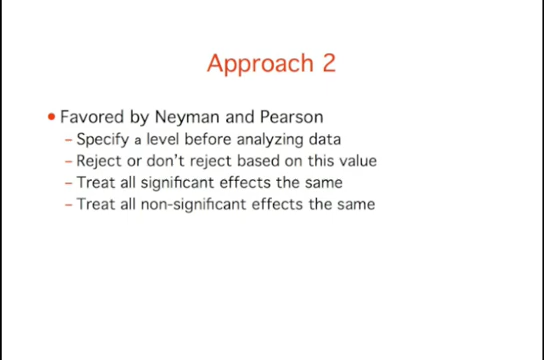 Approach 2
• Favored by Neyman and Pearson
– Specify a level before analyzing data
– Reject or don't reject based on this value
– Treat all significant effects the same
– Treat all non-significant effects the same